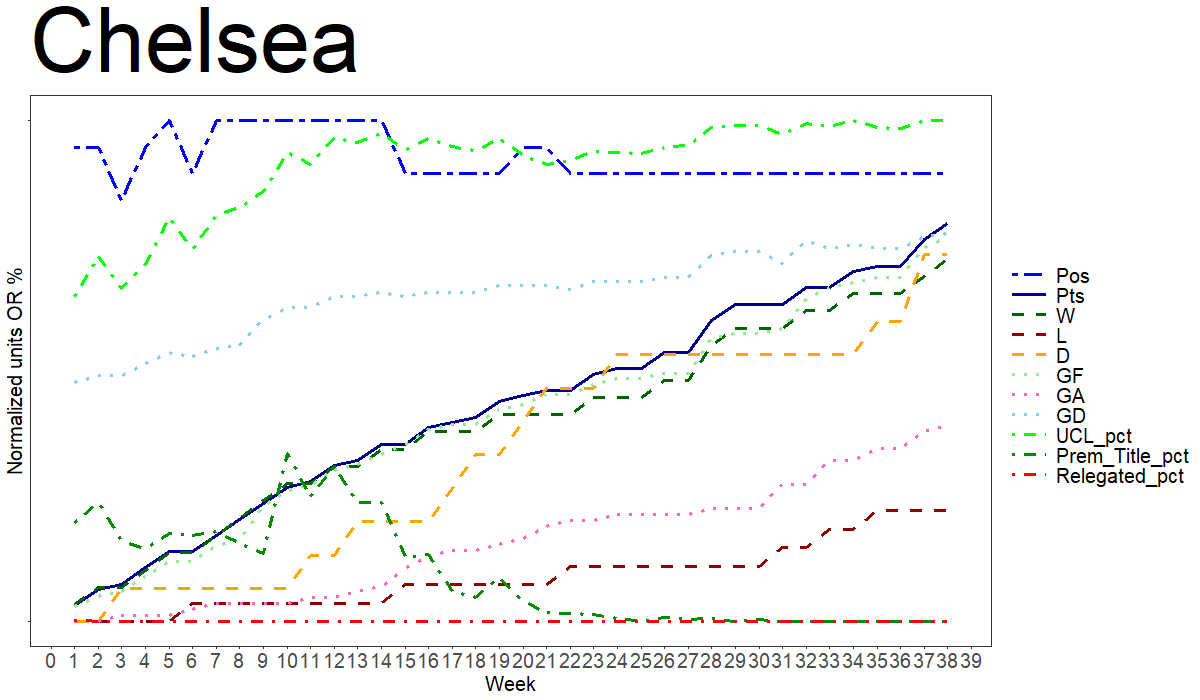 Chelsea
Normalized units OR %
Pos
Pts
W
L
D
GF
GA
GD
UCL_pct
Prem_Title_pct
Relegated_pct
0 1 2 3 4 5 6 7 8 9 10 11 12 13 14 15 16 17 18 19 20 21 22 23 24 25 26 27 28 29 30 31 32 33 34 35 36 37 38 39
Week